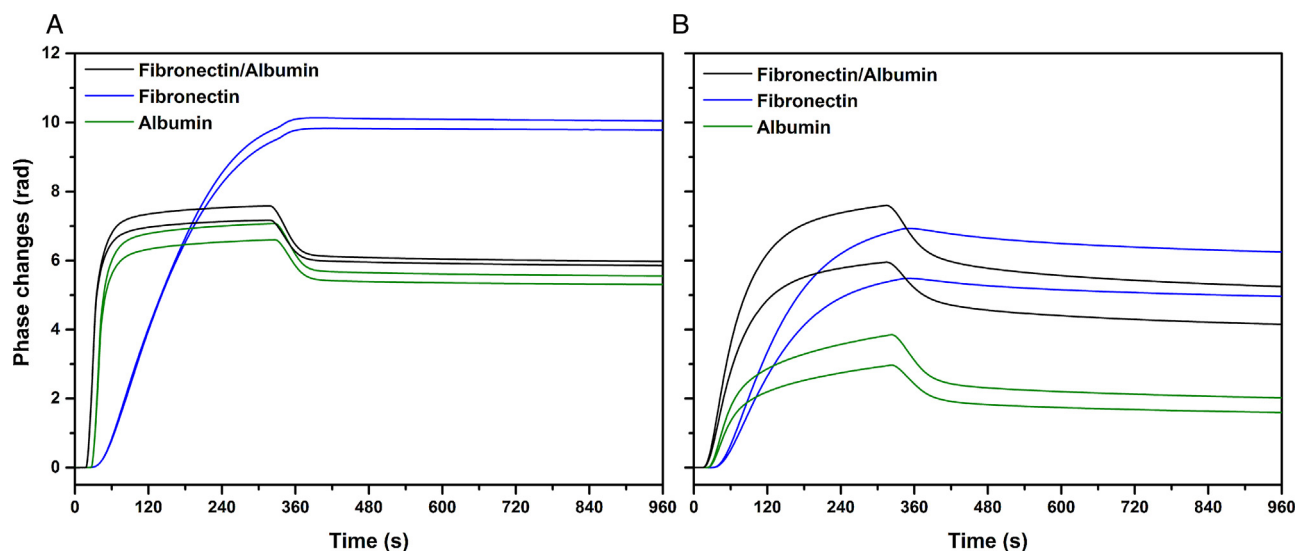 A
B
12
10
8
6
4
2
0
Phase changes (rad)
Fibronectin/Albumin
Fibronectin
Albumin
0 120 240 360 480 600 720 840 960
Time (s)
Fibronectin/Albumin
Fibronectin
Albumin
0 120 240 360 480 600 720 840 960
Time (s)